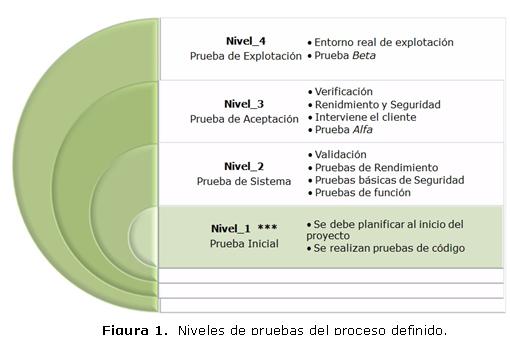 Nivel_4
Prueba de Explotación
• Entorno real de explotación
• Prueba Beta
Nivel_3
Prueba de Aceptación
• Verificación
• Renidmiento y Seguridad
• Interviene el cliente
• Prueba Alfa
Nivel_2
Prueba de Sistema
• Validación
• Pruebas de Rendimiento
• Pruebas básicas de Seguridad
• Pruebas de función
Nivel_1 ***
Prueba Inicial
• Se debe planificar al inicio del
proyecto
• Se realizan pruebas de código
Figura 1. Niveles de pruebas del proceso definido.